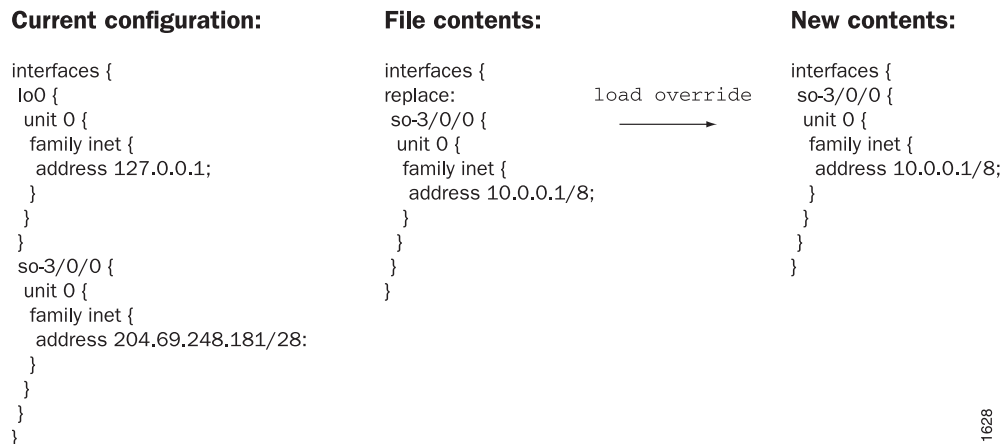 Current configuration:
interfaces {
lo0 {
unit 0 {
family inet {
address 127.0.0.1;
}
}
}
so-3/0/0 {
unit 0 {
family inet {
address 204.69.248.181/28:
}
}
}
}
File contents:
interfaces {
replace:
so-3/0/0 {
unit 0 {
family inet {
address 10.0.0.1/8;
}
}
}
}
load override
New contents:
interfaces {
so-3/0/0 {
unit 0 {
family inet {
address 10.0.0.1/8;
}
}
}
}
1628